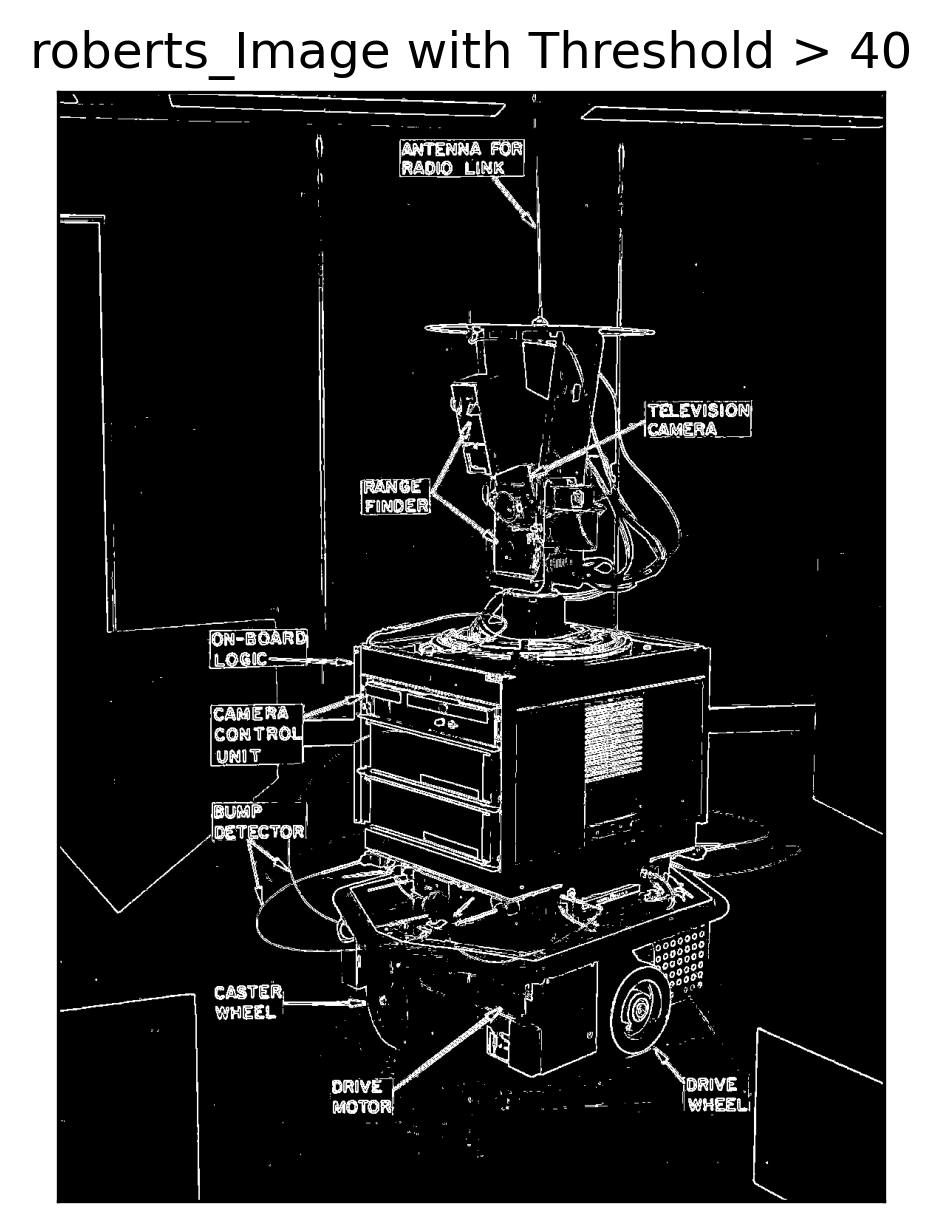 roberts_Image with Threshold > 40
ANTENNA FOR
RADIO LINK
TELEVISION
CAMERA
RANGE
FINDER
ON-BOARD
LOGIC
CAMERA
CONTROL
UNIT
BUMP
DETECTOR
CASTER
WHEEL
DRIVE
MOTOR
DRIVE
WHEEL